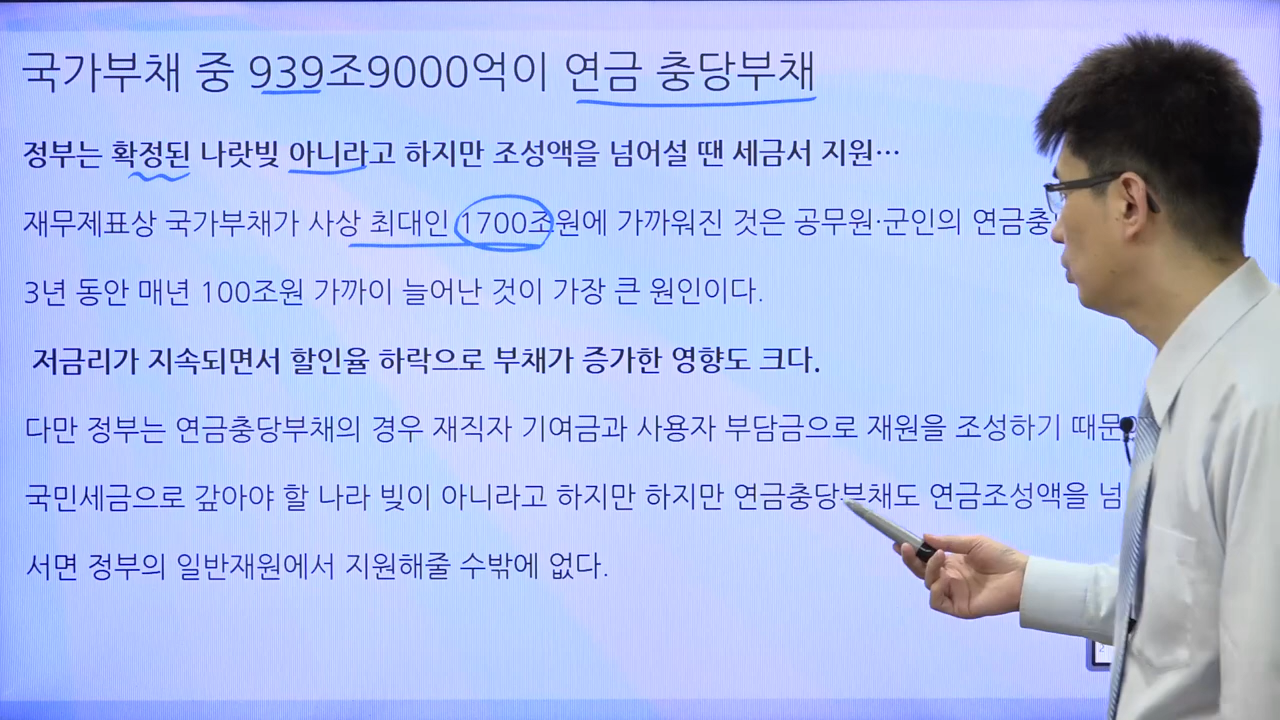 국가부채 중 939조9000억이 연금 충당부채
정부는 확정된 나랏빚 아니라고 하지만 조성액을 넘어설 땐 세금서 지원…
재무제표상 국가부채가 사상 최대인 1700조원에 가까워진 것은 공무원·군인의
3년 동안 매년 100조원 가까이 늘어난 것이 가장 큰 원인이다.
저금리가 지속되면서 할인율 하락으로 부채가 증가한 영향도 크다.
다만 정부는 연금충당부채의 경우 재직자 기여금과 사용자 부담금으로 재원을 조성하기
국민세금으로 갚아야 할 나라 빚이 아니라고 하지만 하지만 연금충당부채도 연금조성액을 넘
서면 정부의 일반재원에서 지원해줄 수밖에 없다.